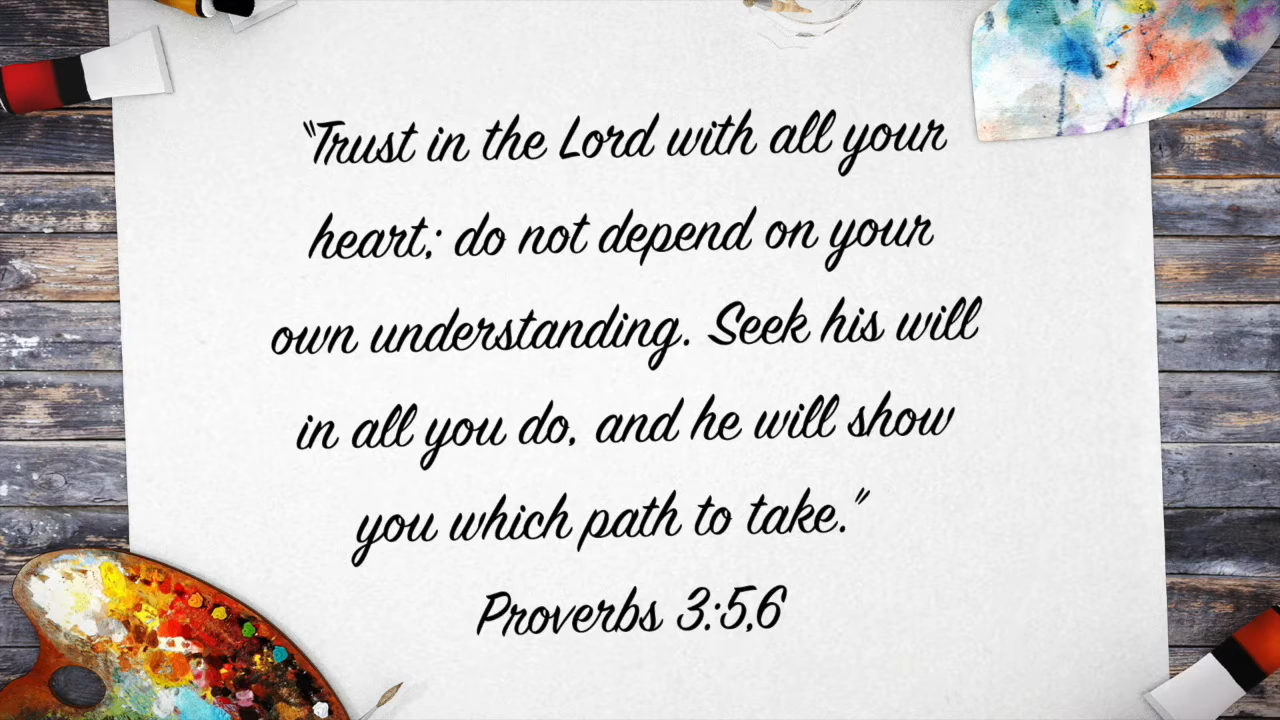 "Trust in the Lord with all your
heart; do not depend on your
own understanding. Seek his will
in all you do, and he will show
you which path to take."
Proverbs 3:5,6